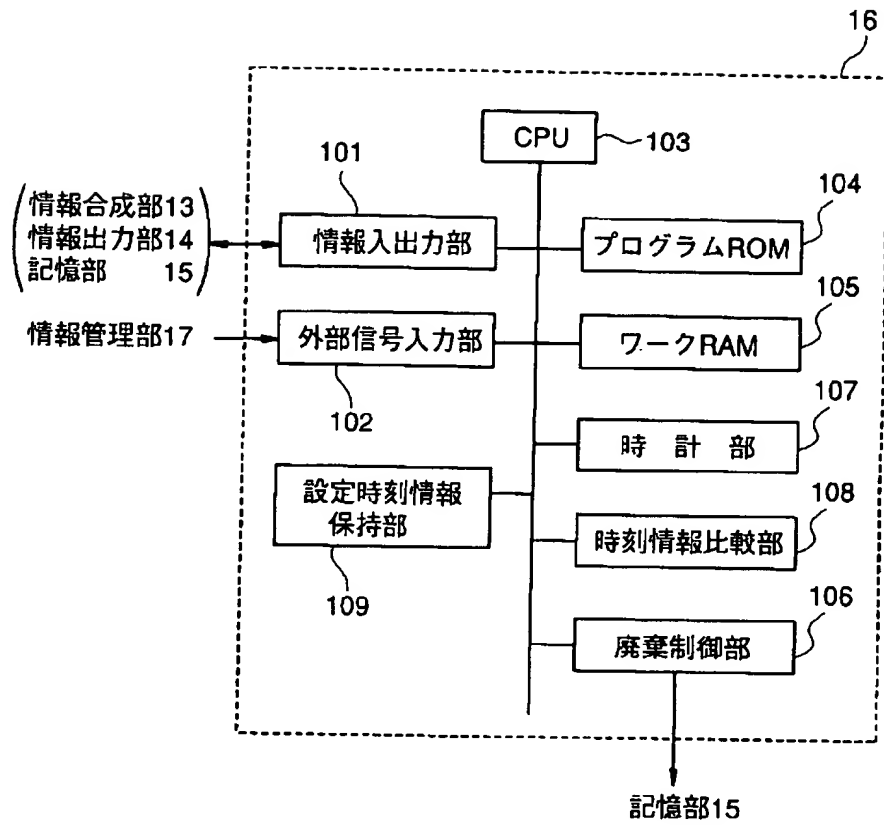 16
CPU
103
101
104
情報合成部13
情報出力部14
記憶部 15
情報入出力部
プログラムROM
105
情報管理部17
外部信号入力部
ワークRAM
102
107
時 計 部
設定時刻情報
保持部
108
時刻情報比較部
109
106
廃棄制御部
記憶部15